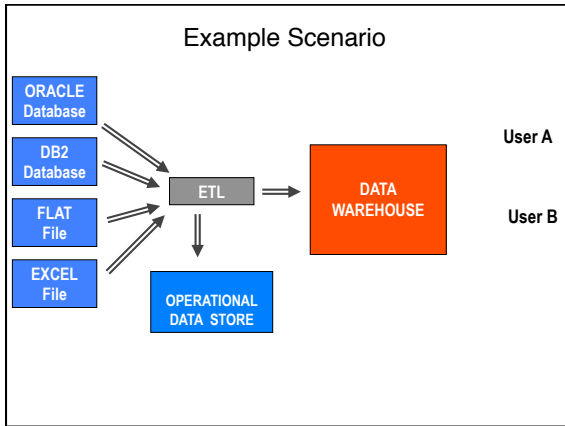 Example Scenario
ORACLE
Database
DB2
Database
FLAT
File
EXCEL
File
ETL
OPERATIONAL
DATA STORE
DATA
WAREHOUSE
User A
User B